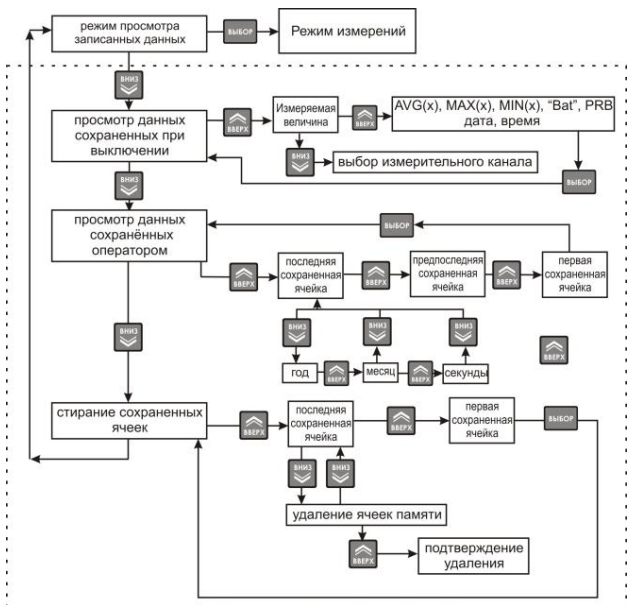 режим просмотра
записанных данных
ВЫБОР
Режим измерений
ВНИЗ
просмотр данных
сохраненных при
выключении
ВВЕРХ
Измеряемая
величина
ВВЕРХ
AVG(x), MAX(x), MIN(x), “Bat”, PRB
дата, время
ВНИЗ
выбор измерительного канала
ВЫБОР
ВНИЗ
просмотр данных
сохранённых
оператором
ВЫБОР
ВВЕРХ
последняя
сохраненная
ячейка
ВВЕРХ
предпоследняя
сохраненная
ячейка
ВВЕРХ
первая
сохраненная
ячейка
ВНИЗ
ВНИЗ
ВНИЗ
ВНИЗ
ВВЕРХ
год
ВВЕРХ
месяц
ВВЕРХ
секунды
стирание сохраненных
ячеек
ВВЕРХ
последняя
сохраненная
ячейка
ВВЕРХ
первая
сохраненная
ячейка
ВЫБОР
ВНИЗ
ВНИЗ
удаление ячеек памяти
ВВЕРХ
подтверждение
удаления